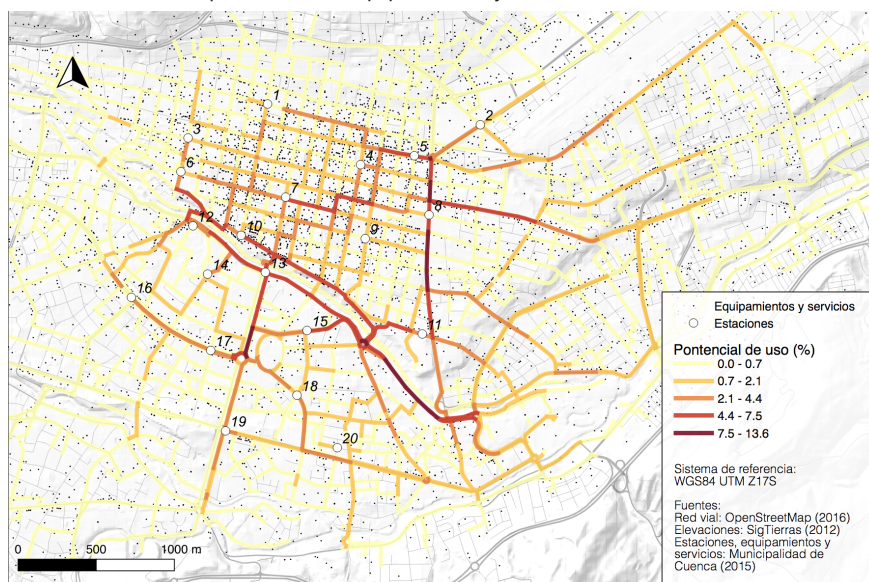 1
2
3
5
4
6
7
8
12
10
9
13
14
16
15
11
17
18
19
20
Equipamientos y servicios
Estaciones
Pontencial de uso (%)
0.0 - 0.7
0.7 - 2.1
2.1 - 4.4
4.4 - 7.5
7.5 - 13.6
Sistema de referencia:
WGS84 UTM Z17S
Fuentes:
Red vial: OpenStreetMap (2016)
Elevaciones: SigTierras (2012)
Estaciones, equipamientos y
servicios: Municipalidad de
Cuenca (2015)
0 500 1000 m